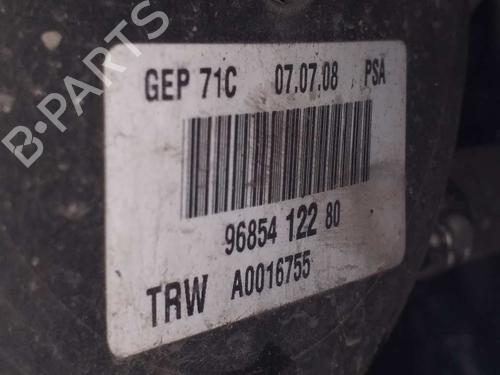 B-PARTS
GEP 71C 07.07.08 PSA
96854 122 80
TRW A0016755